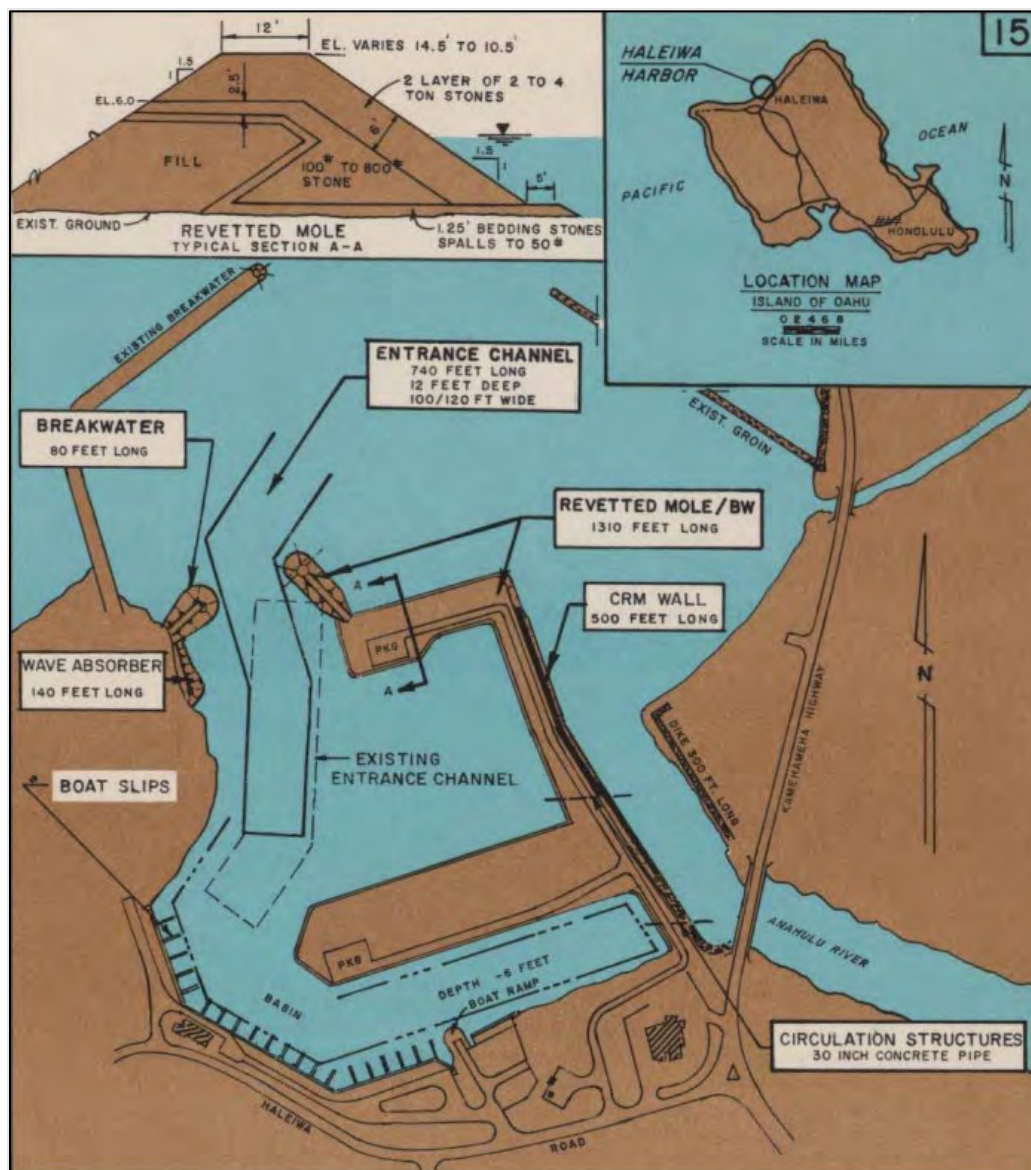 12'
EL. VARIES 14.5' TO 10.5'
1.5
1
2.5'
2 LAYER OF 2 TO 4
TON STONES
EL. 6.0
6'
1.5
1
FILL
100# TO 800#
STONE
5'
EXIST. GROUND
REVETTED MOLE
TYPICAL SECTION A-A
1.25' BEDDING STONES
SPALLS TO 50#
15
HALEIWA
HARBOR
HALEIWA
OCEAN
PACIFIC
N
HONOLULU
LOCATION MAP
ISLAND OF OAHU
0 2 4 6 8
SCALE IN MILES
EXISTING BREAKWATER
ENTRANCE CHANNEL
740 FEET LONG
12 FEET DEEP
100/120 FT WIDE
BREAKWATER
80 FEET LONG
EXIST. GROIN
REVETTED MOLE/BW
1310 FEET LONG
A
CRM WALL
500 FEET LONG
PKG
A
WAVE ABSORBER
140 FEET LONG
N
KAMEHAMEHA HIGHWAY
DIKE 300 FT. LONG
EXISTING
ENTRANCE CHANNEL
BOAT SLIPS
ANAHULU RIVER
PKG
DEPTH -6 FEET
BOAT RAMP
BASIN
CIRCULATION STRUCTURES
30 INCH CONCRETE PIPE
HALEIWA
ROAD